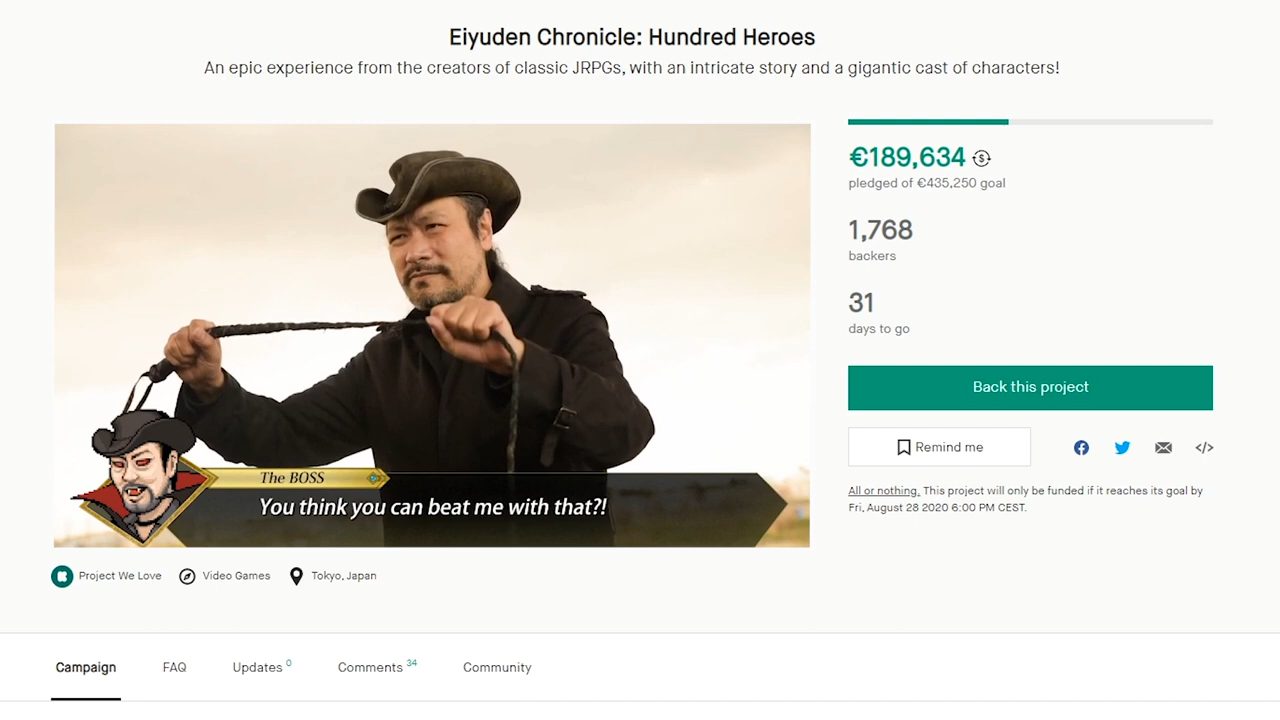 Eiyuden Chronicle: Hundred Heroes
An epic experience from the creators of classic JRPGs, with an intricate story and a gigantic cast of characters!
€189,634
pledged of €435,250 goal
1,768
backers
31
days to go
Back this project
Remind me
All or nothing. This project will only be funded if it reaches its goal by
Fri, August 28 2020 6:00 PM CEST.
The BOSS
You think you can beat me with that?!
Project We Love Video Games Tokyo, Japan
Campaign FAQ Updates 0 Comments 34 Community